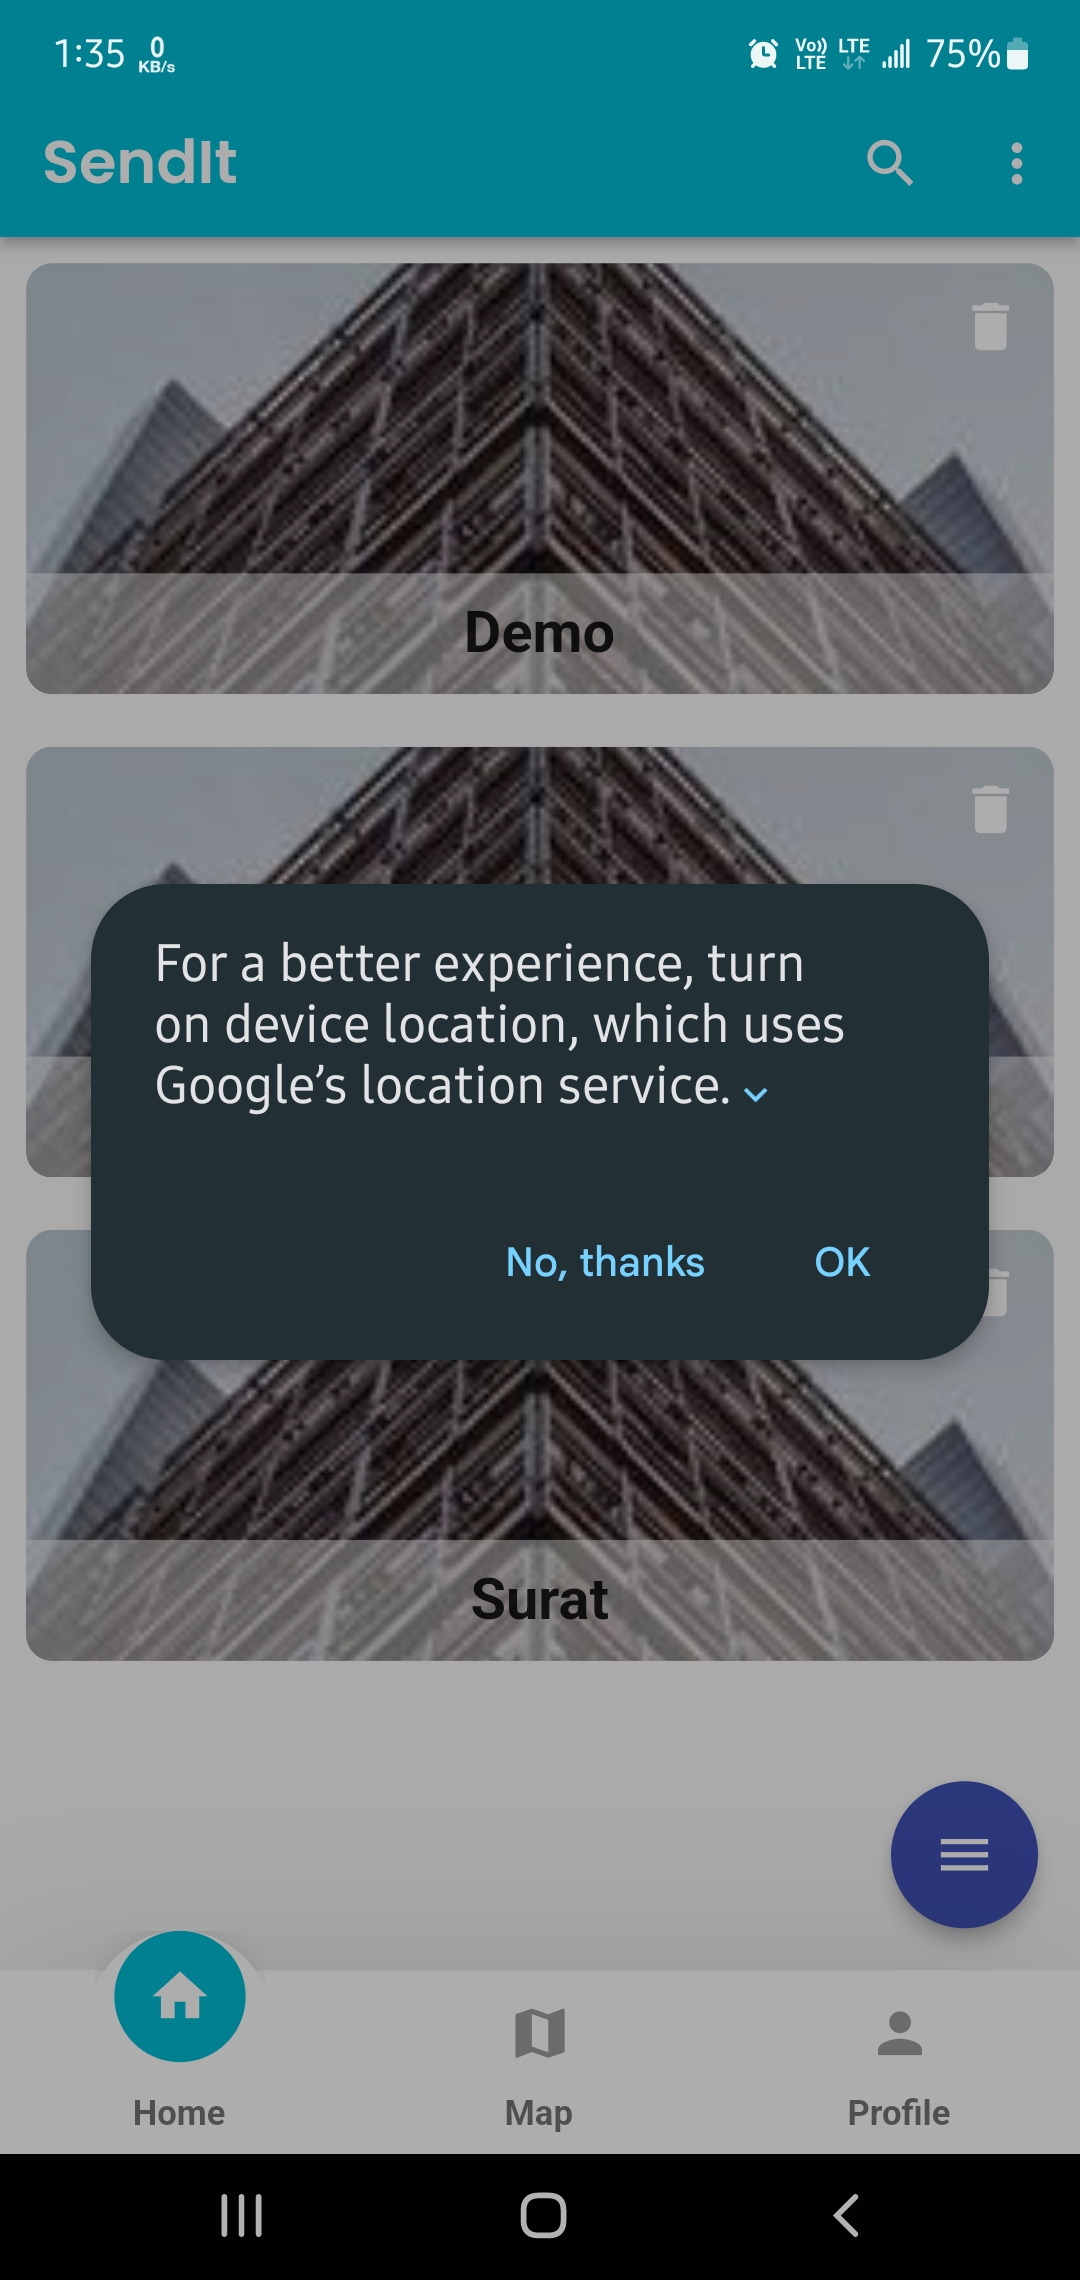 1:35 0 KB/s Vo)) LTE LTE 75%
SendIt
Demo
For a better experience, turn
on device location, which uses
Google’s location service.
No, thanks OK
Surat
Home Map Profile